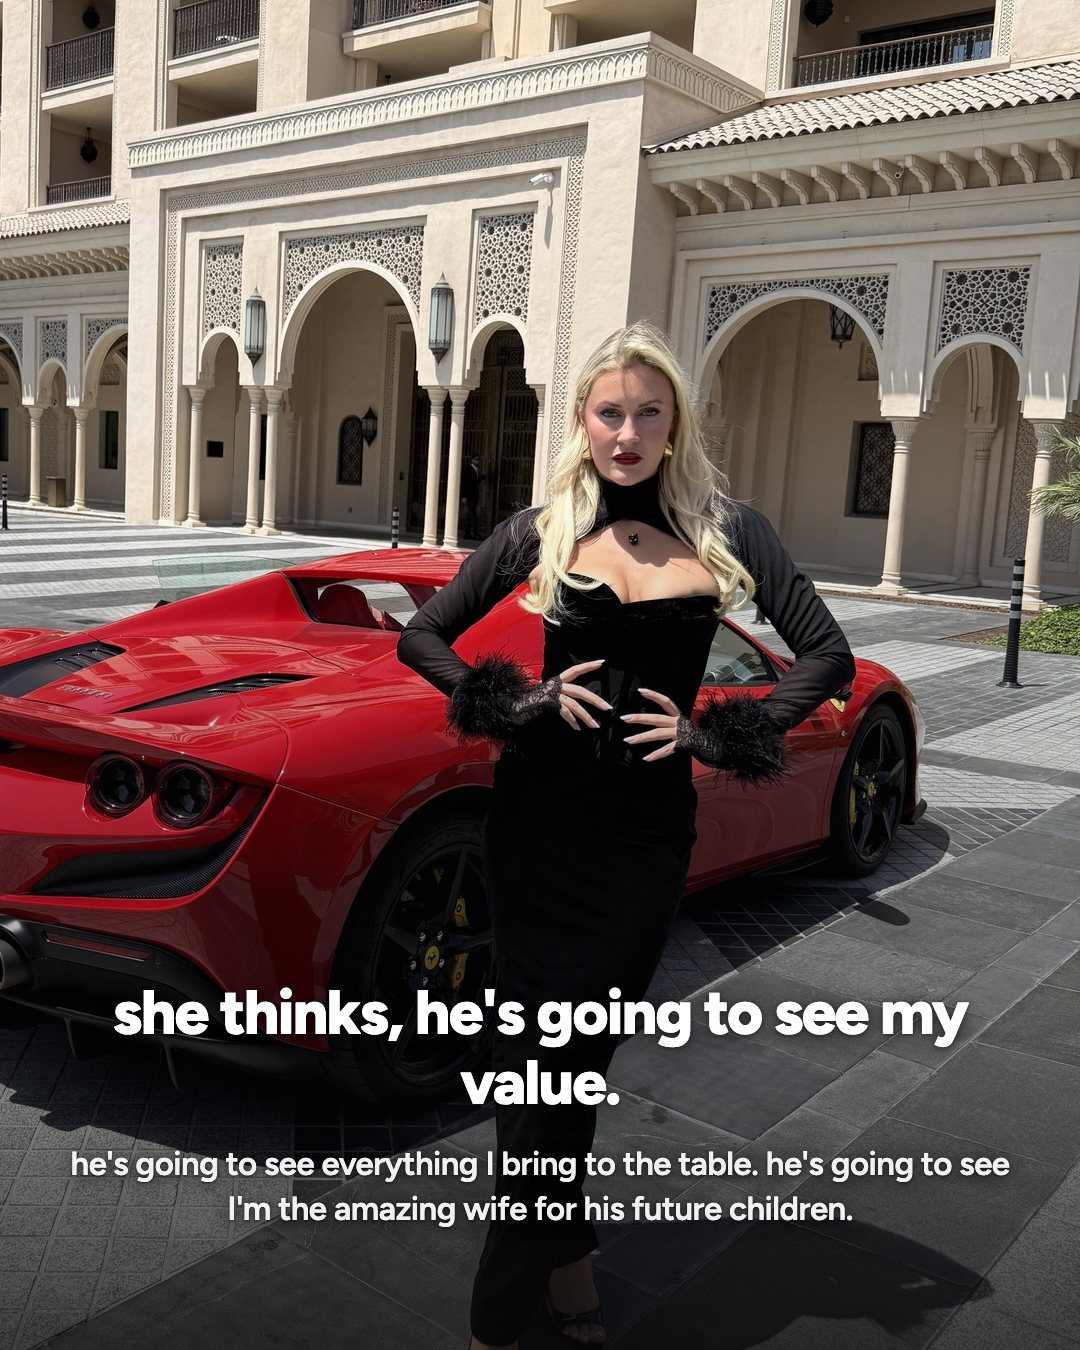 she thinks, he's going to see my
value.
he's going to see everything I bring to the table. he's going to see
I'm the amazing wife for his future children.